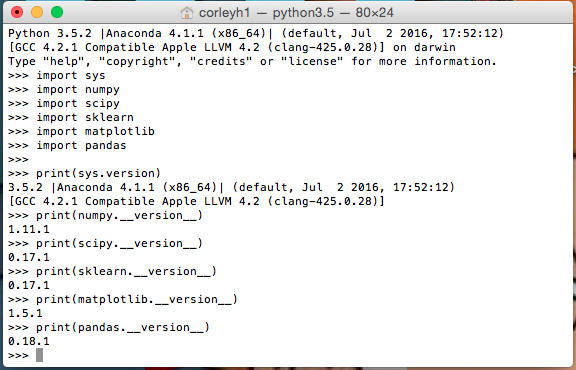 corleyh1 — python3.5 — 80×24
Python 3.5.2 |Anaconda 4.1.1 (x86_64)| (default, Jul  2 2016, 17:52:12)
[GCC 4.2.1 Compatible Apple LLVM 4.2 (clang-425.0.28)] on darwin
Type "help", "copyright", "credits" or "license" for more information.
>>> import sys
>>> import numpy
>>> import scipy
>>> import sklearn
>>> import matplotlib
>>> import pandas
>>>
>>> print(sys.version)
3.5.2 |Anaconda 4.1.1 (x86_64)| (default, Jul  2 2016, 17:52:12)
[GCC 4.2.1 Compatible Apple LLVM 4.2 (clang-425.0.28)]
>>> print(numpy.__version__)
1.11.1
>>> print(scipy.__version__)
0.17.1
>>> print(sklearn.__version__)
0.17.1
>>> print(matplotlib.__version__)
1.5.1
>>> print(pandas.__version__)
0.18.1
>>>